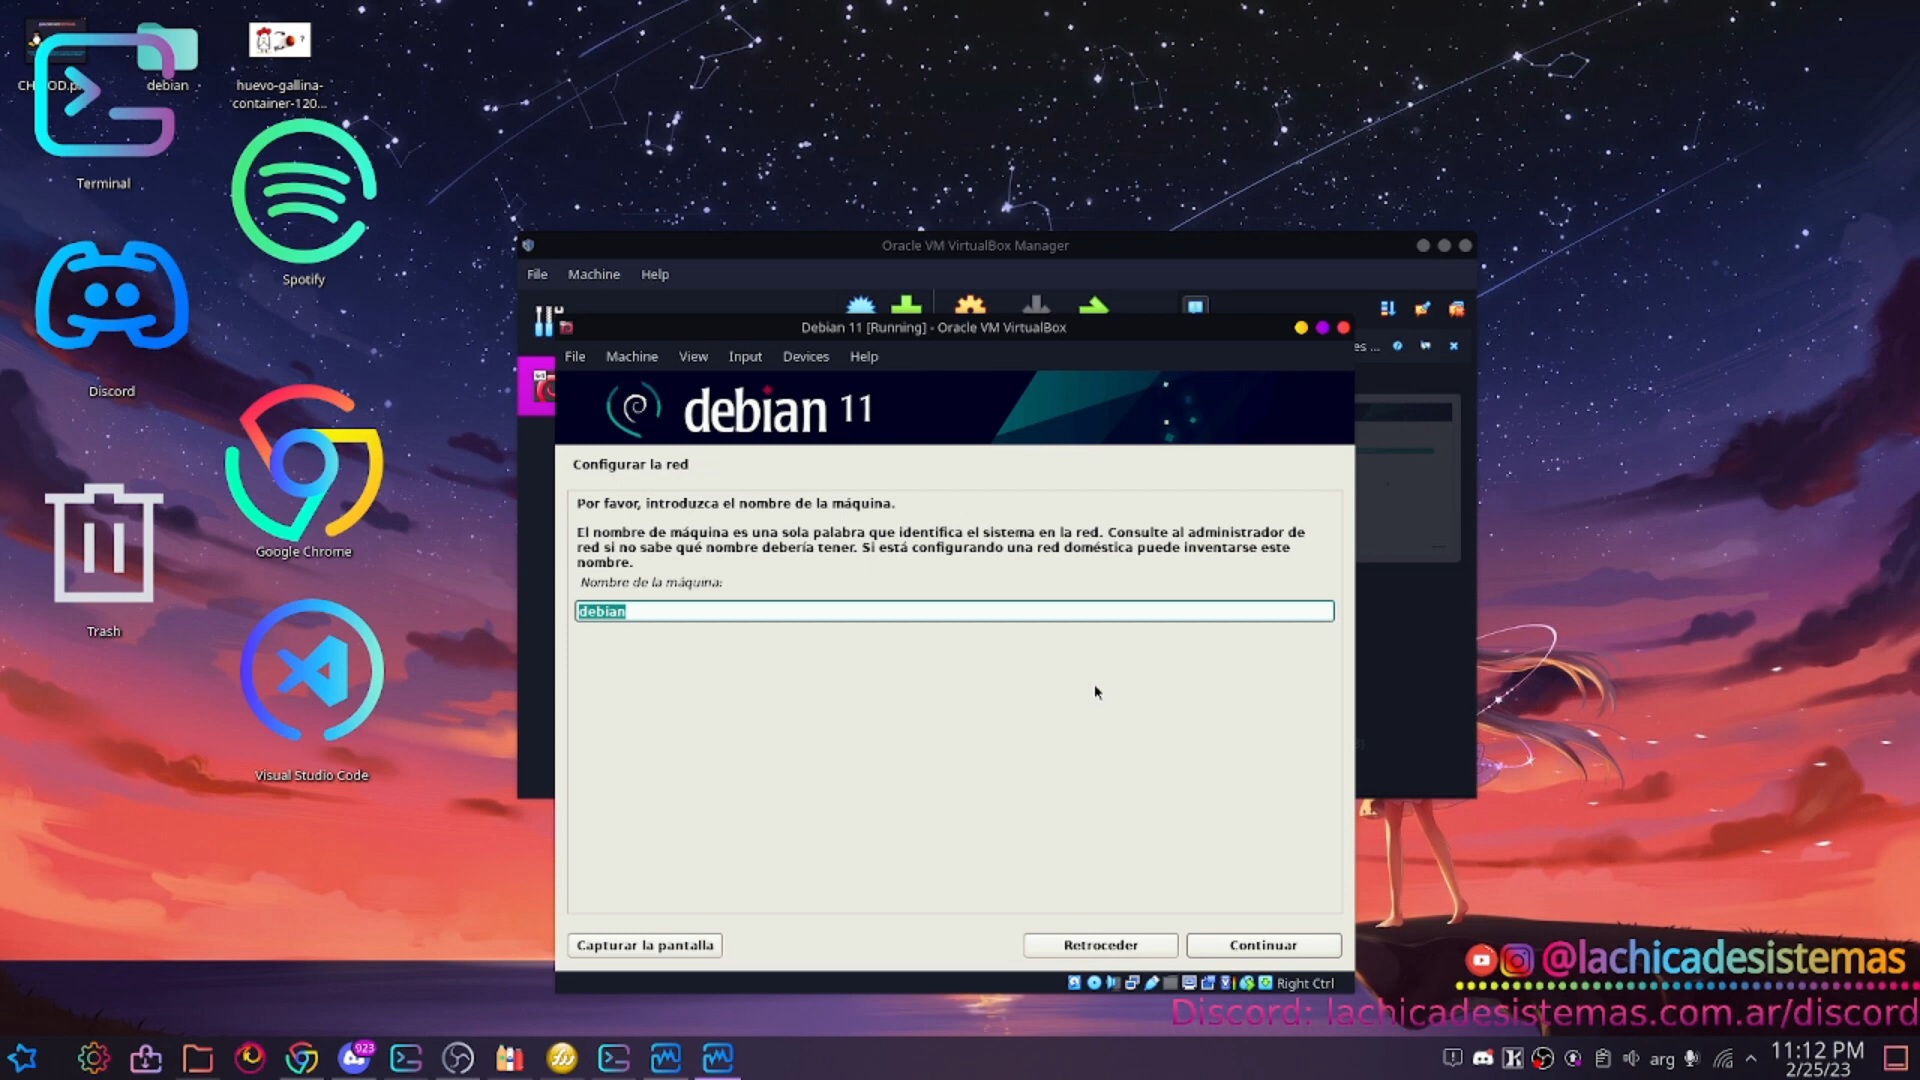 debian
huevo-gallina-
container-120...
Terminal
Spotify
Discord
Google Chrome
Trash
Visual Studio Code
Oracle VM VirtualBox Manager
File Machine Help
Debian 11 [Running] - Oracle VM VirtualBox
File Machine View Input Devices Help
debian 11
Configurar la red
Por favor, introduzca el nombre de la máquina.
El nombre de máquina es una sola palabra que identifica el sistema en la red. Consulte al administrador de
red si no sabe qué nombre debería tener. Si está configurando una red doméstica puede inventarse este
nombre.
Nombre de la máquina:
debian
Capturar la pantalla
Retroceder
Continuar
Right Ctrl
@lachicadesistemas
Discord: lachicadesistemas.com.ar/discord
923
arg
11:12 PM
2/25/23